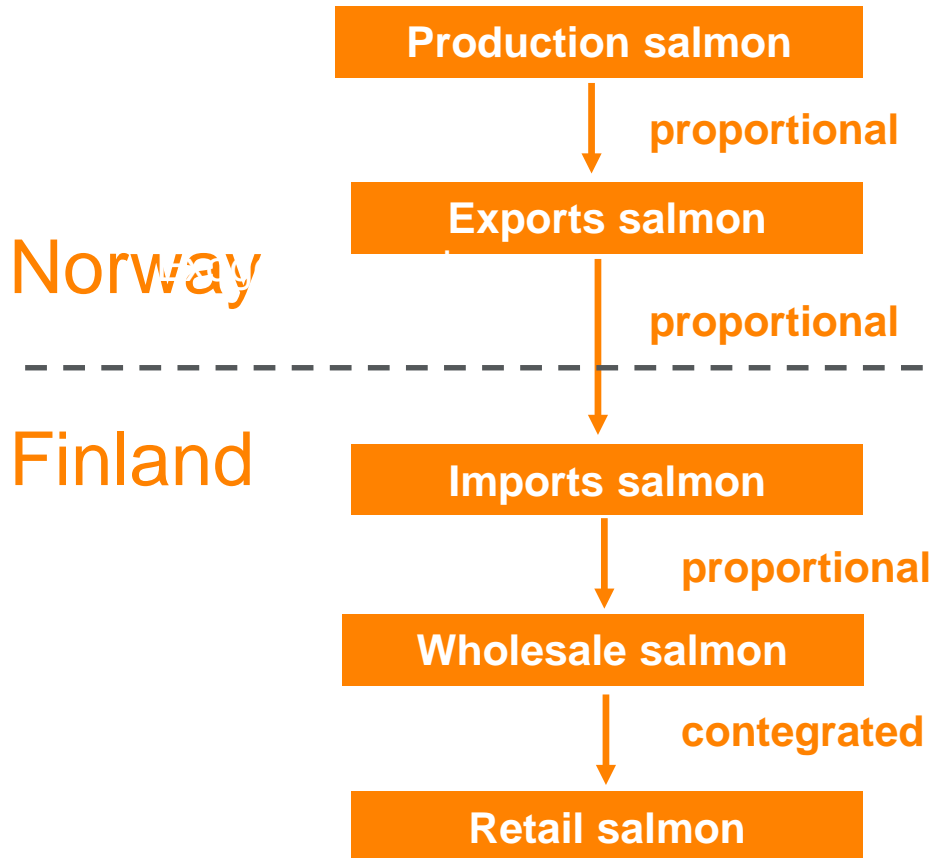 Production salmon
proportional
Exports salmon
Norway
proportional
Finland
Imports salmon
proportional
Wholesale salmon
contegrated
Retail salmon